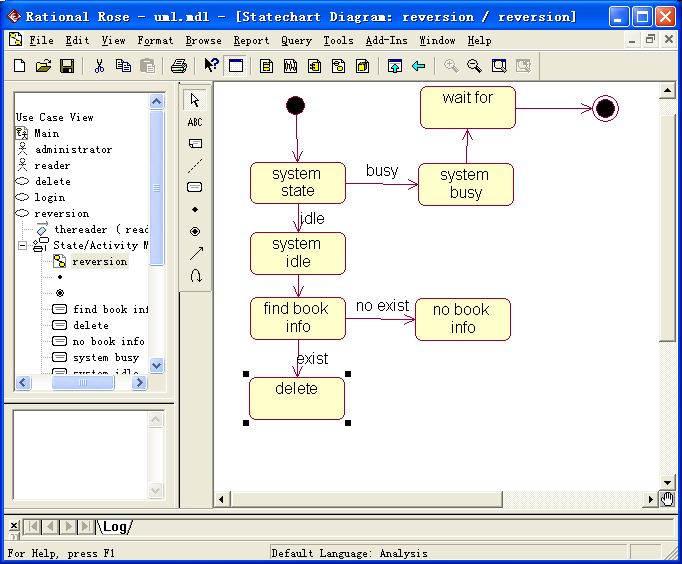 Rational Rose - uml.mdl - [Statechart Diagram: reversion / reversion]
File Edit View Format Browse Report Query Tools Add-Ins Window Help
Use Case View
Main
administrator
reader
delete
login
reversion
thereader ( read
State/Activity M
reversion
find book inf
delete
no book info
system busy
system idle
ABC
wait for
system
state
busy
system
busy
idle
system
idle
find book
info
no exist
no book
info
exist
delete
Log
For Help, press F1
Default Language: Analysis